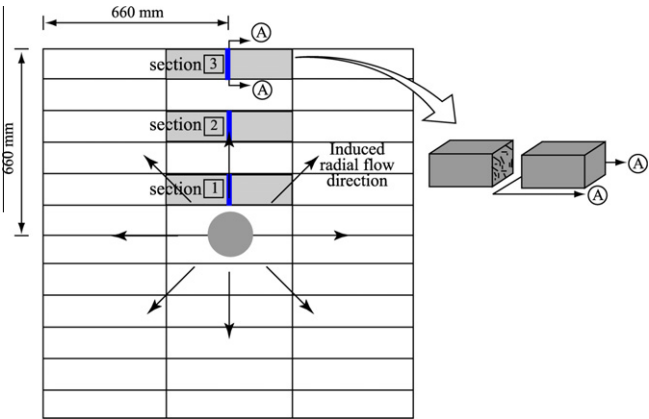 660 mm
A
section 3
A
section 2
660 mm
Induced
radial flow
direction
section 1
A
A